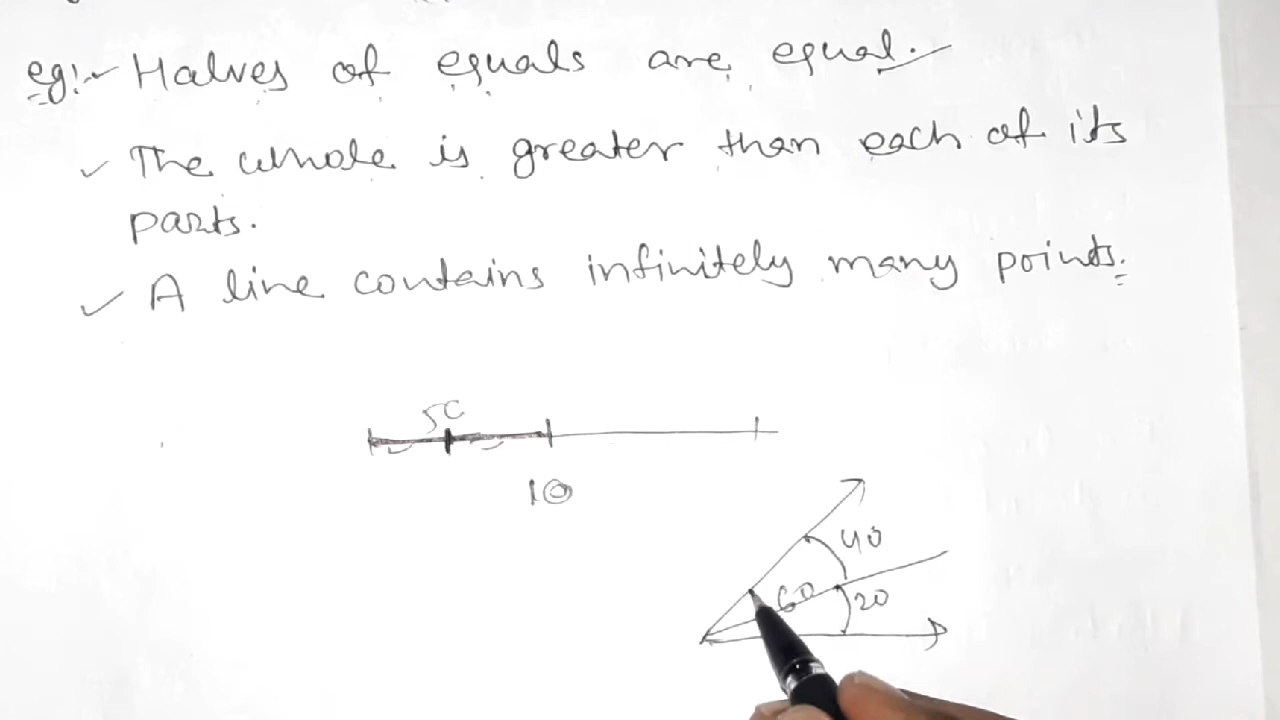 eg:- Halves of equals are equal.
The whole is greater than each of its
parts.
A line contains infinitely many points.
10
40
60
20